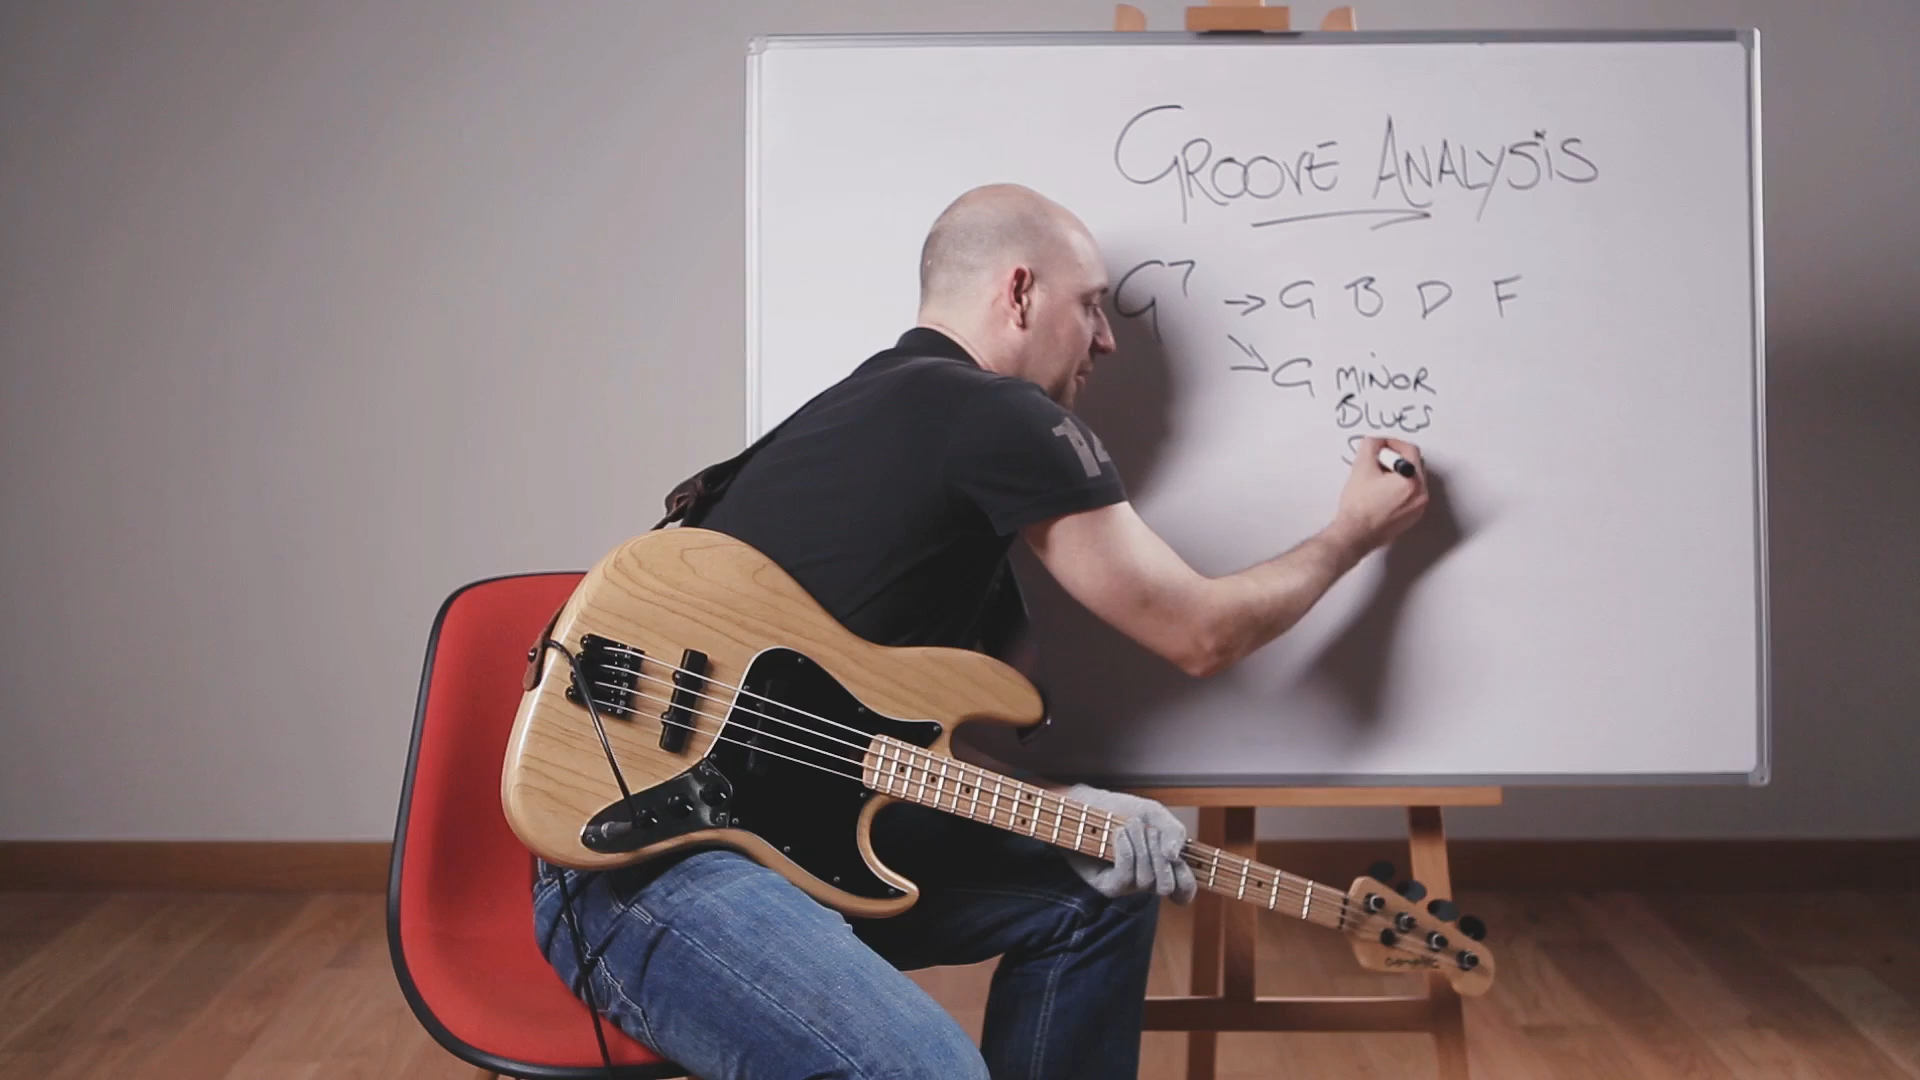 GROOVE ANALYSIS
G7 → G B D F
→ G MINOR
BLUES
S